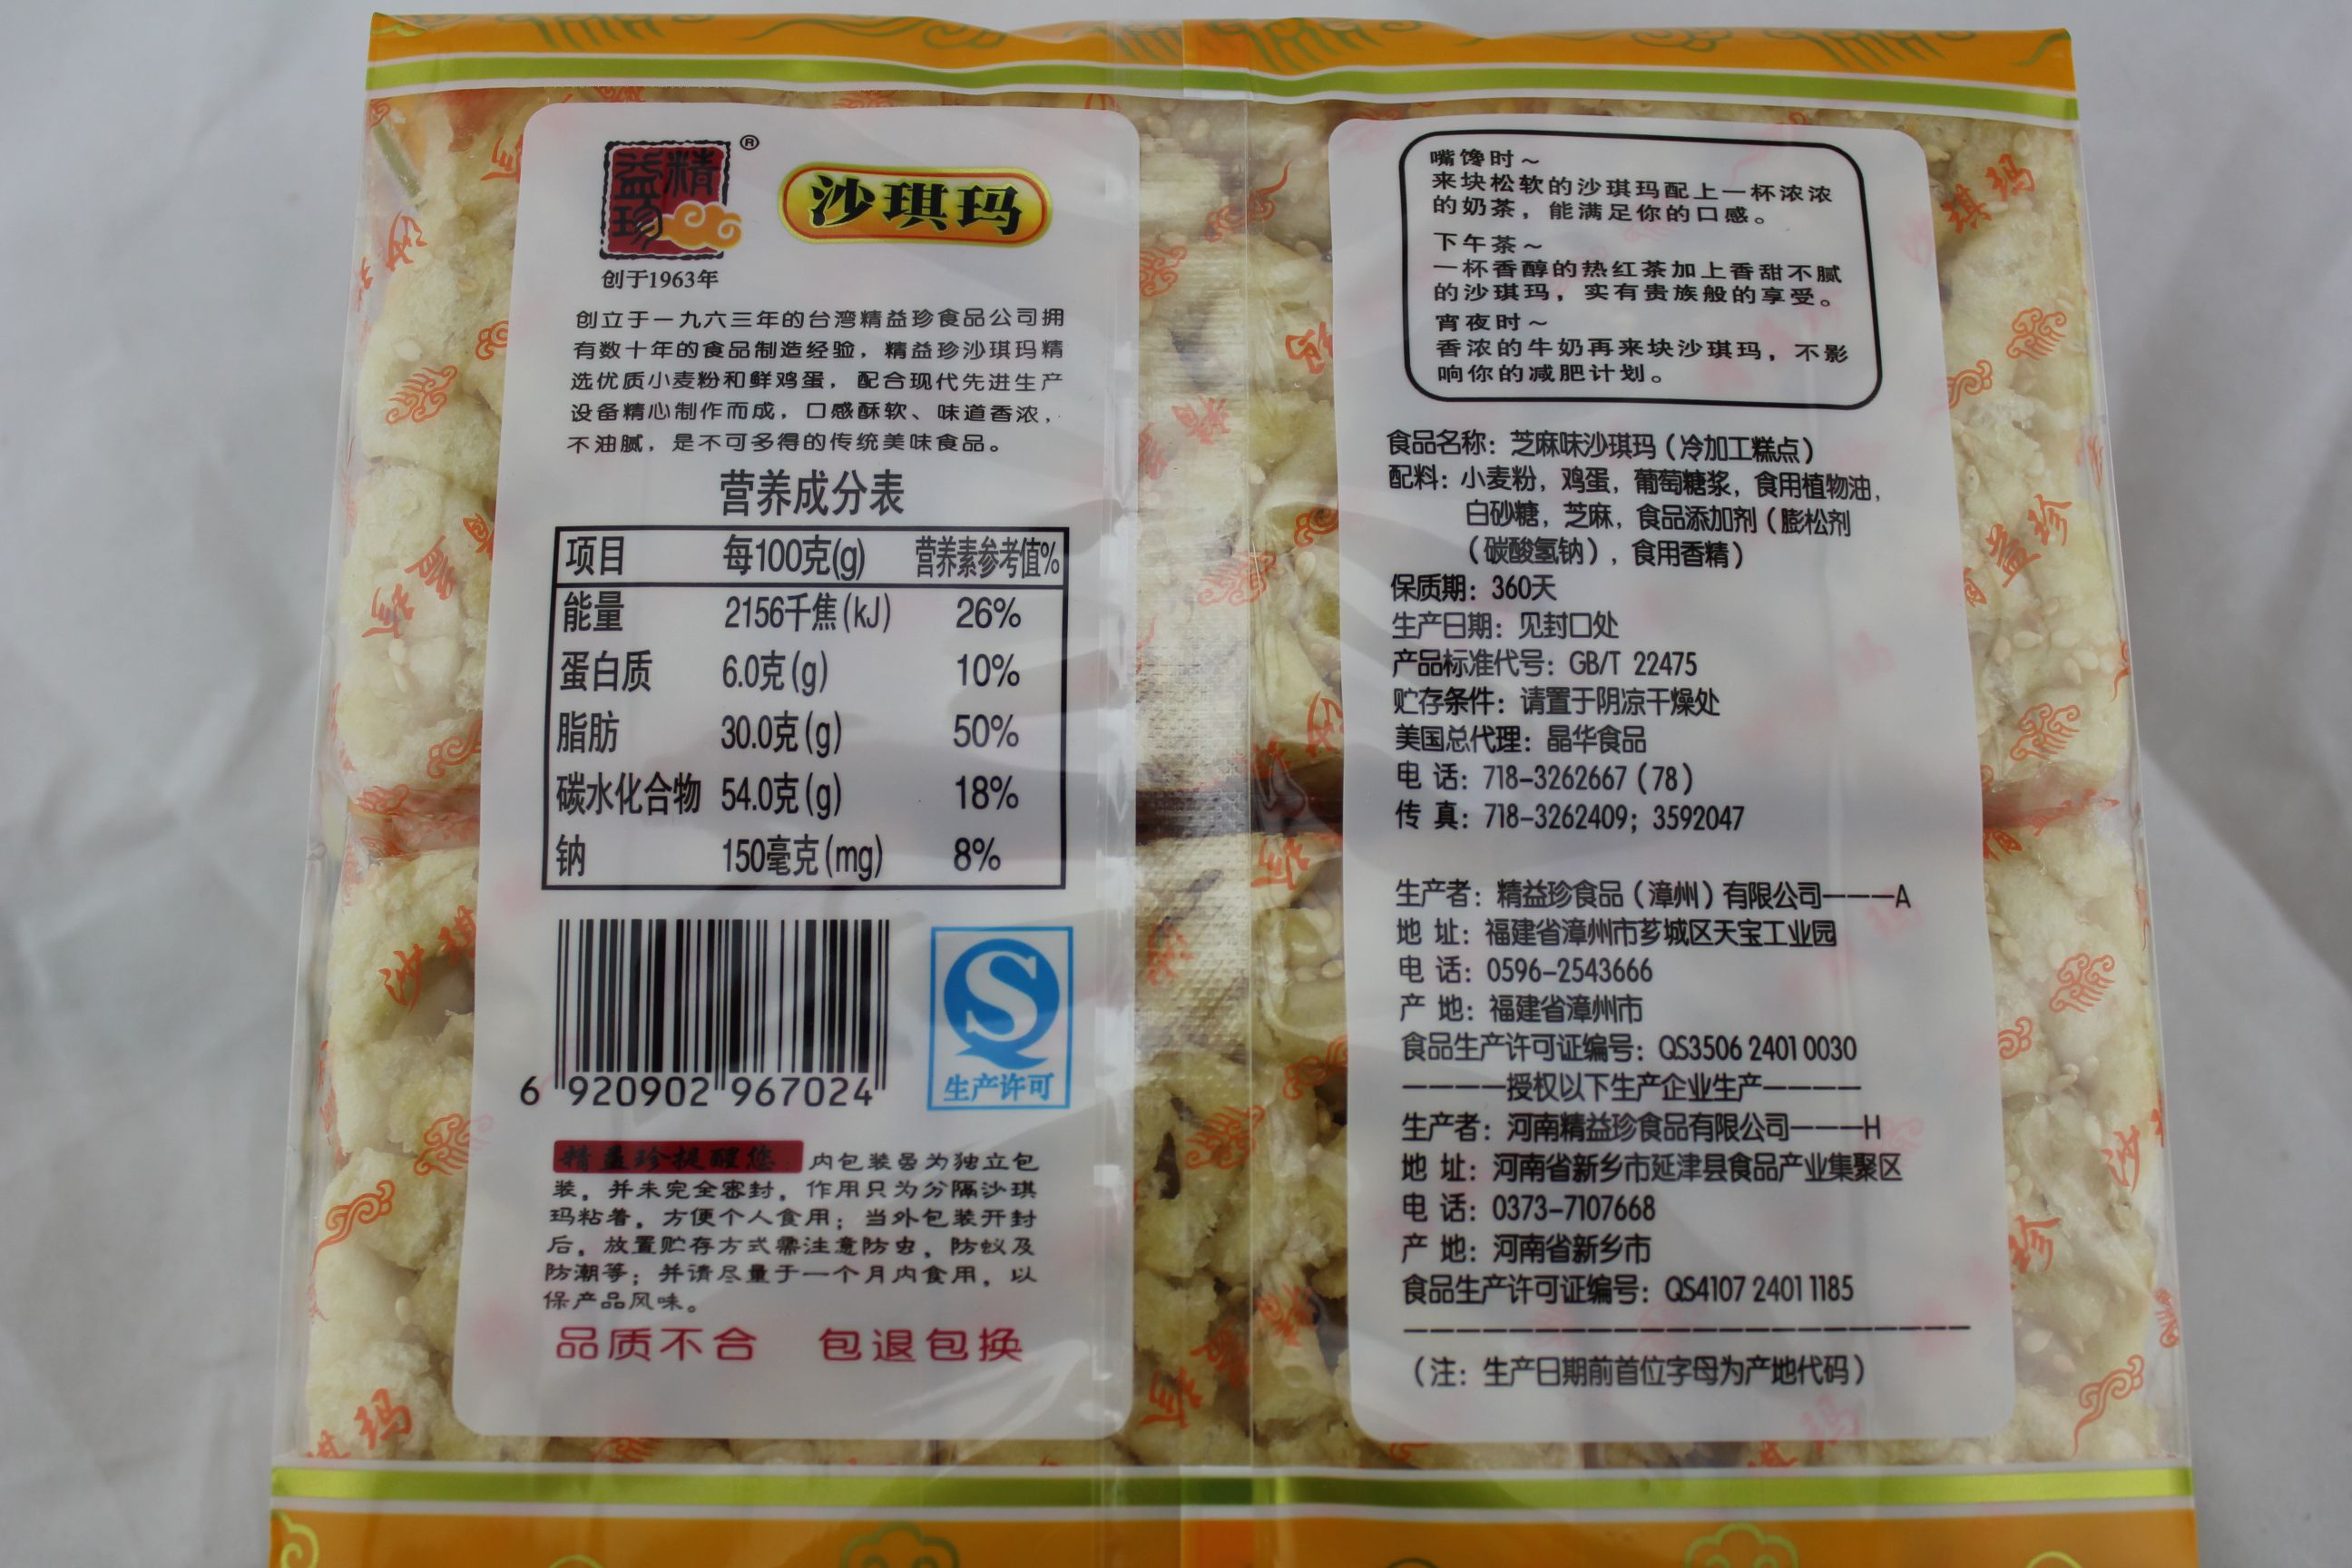 精益珍
®
沙琪玛
创于1963年
创立于一九六三年的台湾精益珍食品公司拥
有数十年的食品制造经验，精益珍沙琪玛精
选优质小麦粉和鲜鸡蛋，配合现代先进生产
设备精心制作而成，口感酥软、味道香浓，
不油腻，是不可多得的传统美味食品。
营养成分表
项目 每100克(g) 营养素参考值%
能量 2156千焦(kJ) 26%
蛋白质 6.0克(g) 10%
脂肪 30.0克(g) 50%
碳水化合物 54.0克(g) 18%
钠 150毫克(mg) 8%
6 920902 967024
生产许可
精益珍提醒您 内包装虽为独立包
装，并未完全密封，作用只为分隔沙琪
玛粘着，方便个人食用；当外包装开封
后，放置贮存方式需注意防虫，防蚁及
防潮等；并请尽量于一个月内食用，以
保产品风味。
品质不合 包退包换
嘴馋时～
来块松软的沙琪玛配上一杯浓浓
的奶茶，能满足你的口感。
下午茶～
一杯香醇的热红茶加上香甜不腻
的沙琪玛，实有贵族般的享受。
宵夜时～
香浓的牛奶再来块沙琪玛，不影
响你的减肥计划。
食品名称：芝麻味沙琪玛（冷加工糕点）
配料：小麦粉，鸡蛋，葡萄糖浆，食用植物油，
白砂糖，芝麻，食品添加剂（膨松剂
（碳酸氢钠），食用香精）
保质期：360天
生产日期：见封口处
产品标准代号：GB/T 22475
贮存条件：请置于阴凉干燥处
美国总代理：晶华食品
电 话：718-3262667（78）
传 真：718-3262409；3592047
生产者：精益珍食品（漳州）有限公司———A
地 址：福建省漳州市芗城区天宝工业园
电 话：0596-2543666
产 地：福建省漳州市
食品生产许可证编号：QS3506 2401 0030
————授权以下生产企业生产————
生产者：河南精益珍食品有限公司———H
地 址：河南省新乡市延津县食品产业集聚区
电 话：0373-7107668
产 地：河南省新乡市
食品生产许可证编号：QS4107 2401 1185
（注：生产日期前首位字母为产地代码）